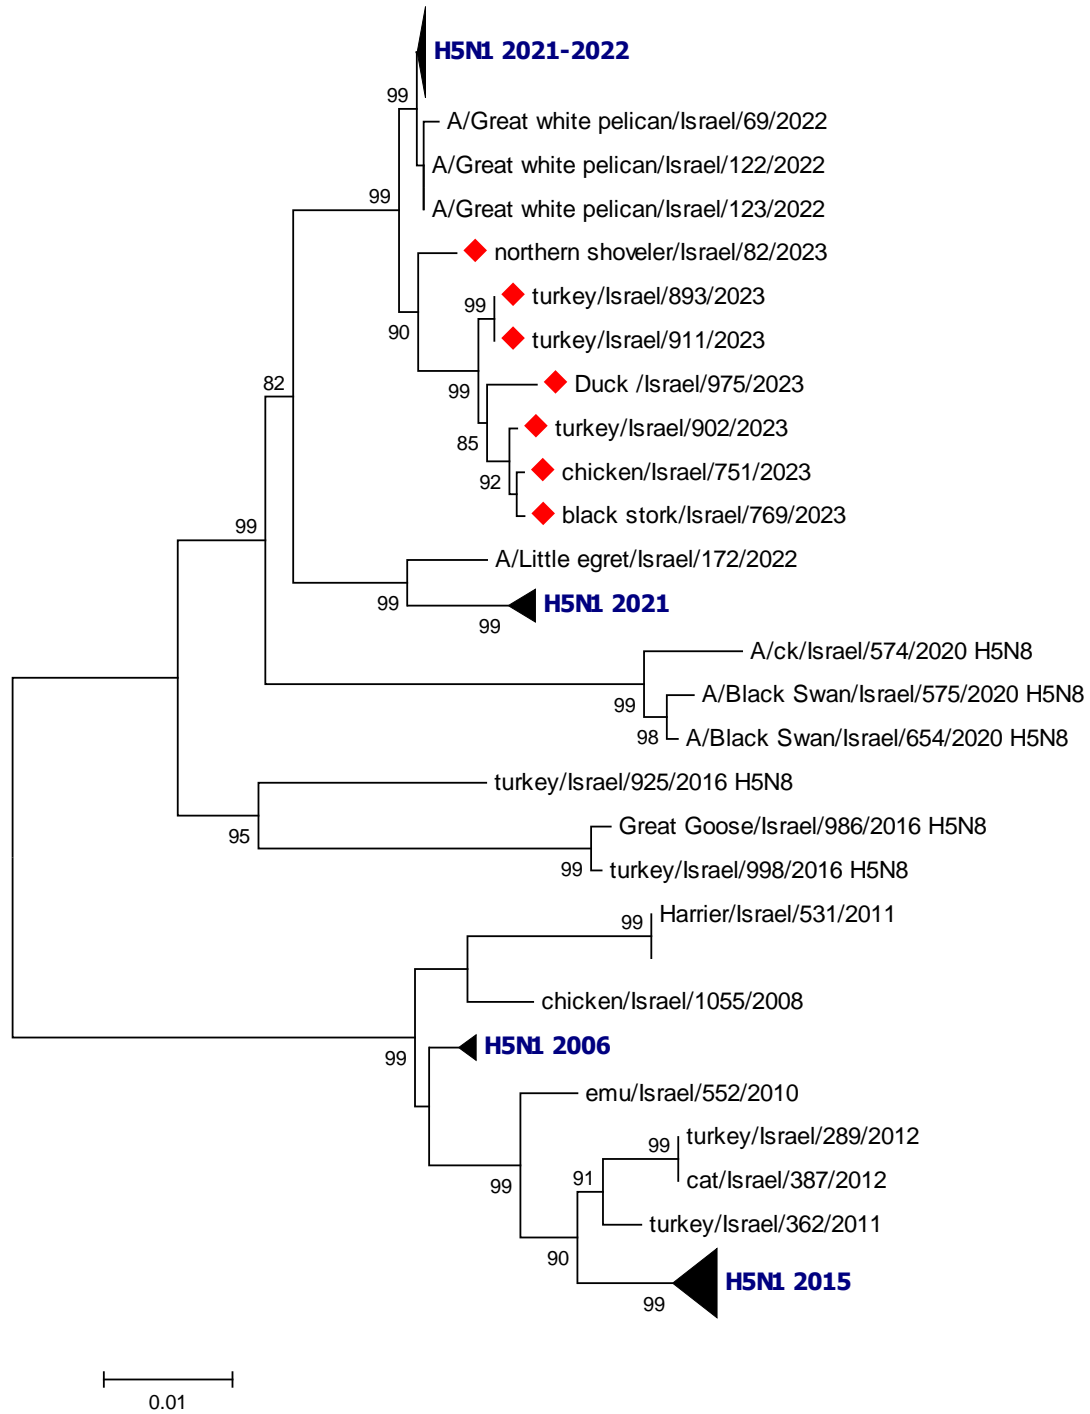 H5N1 2021-2022
99
A/Great white pelican/Israel/69/2022
A/Great white pelican/Israel/122/2022
99
A/Great white pelican/Israel/123/2022
northern shoveler/Israel/82/2023
turkey/Israel/893/2023
99
90
turkey/Israel/911/2023
82
99
Duck /Israel/975/2023
turkey/Israel/902/2023
85
chicken/Israel/751/2023
92
black stork/Israel/769/2023
99
A/Little egret/Israel/172/2022
99
H5N1 2021
99
A/ck/Israel/574/2020 H5N8
A/Black Swan/Israel/575/2020 H5N8
99
98
A/Black Swan/Israel/654/2020 H5N8
turkey/Israel/925/2016 H5N8
Great Goose/Israel/986/2016 H5N8
95
99
turkey/Israel/998/2016 H5N8
Harrier/Israel/531/2011
99
chicken/Israel/1055/2008
H5N1 2006
99
emu/Israel/552/2010
turkey/Israel/289/2012
99
cat/Israel/387/2012
91
99
turkey/Israel/362/2011
90
H5N1 2015
99
0.01